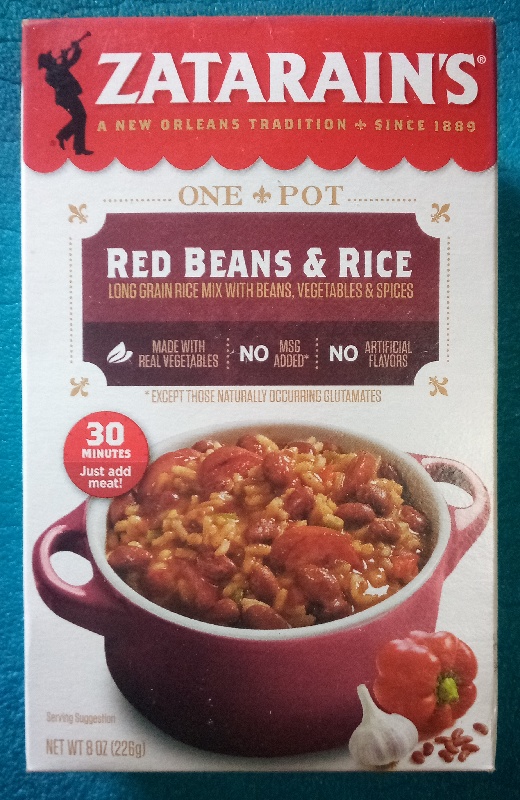 ZATARAIN'S®
A NEW ORLEANS TRADITION ⚜ SINCE 1889
®
ONE ⚜ POT
RED BEANS & RICE
LONG GRAIN RICE MIX WITH BEANS, VEGETABLES & SPICES
MADE WITH
REAL VEGETABLES
NO MSG
ADDED*
NO ARTIFICIAL
FLAVORS
*EXCEPT THOSE NATURALLY OCCURRING GLUTAMATES
30
MINUTES
Just add
meat!
Serving Suggestion
NET WT 8 OZ (226g)